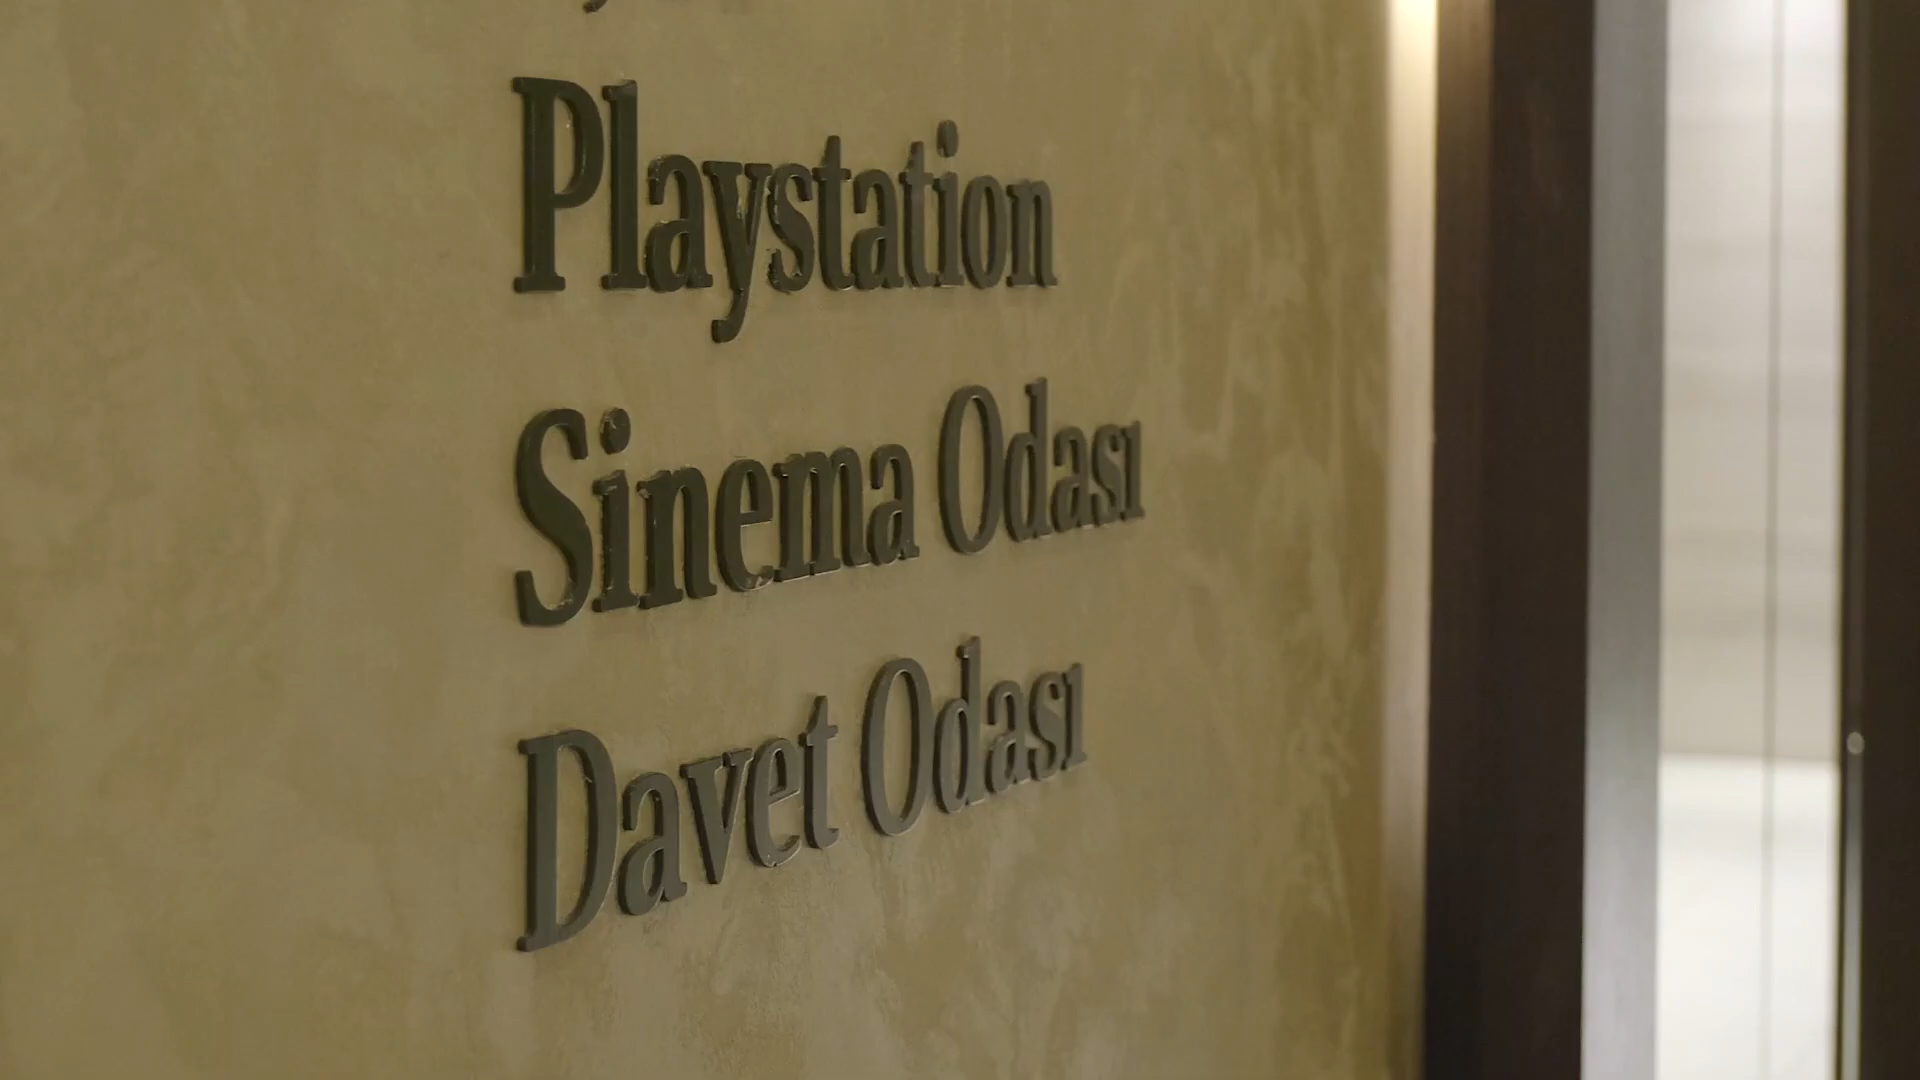 Playstation
Sinema Odası
Davet Odası